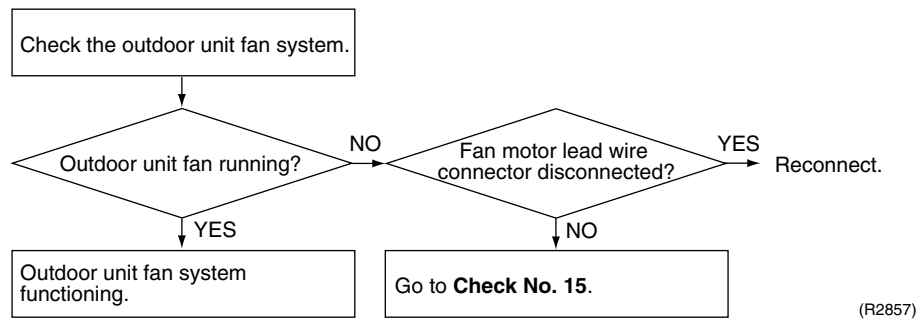 Check the outdoor unit fan system.
Outdoor unit fan running?
NO
Fan motor lead wire
connector disconnected?
YES
Reconnect.
YES
NO
Outdoor unit fan system
functioning.
Go to Check No. 15.
(R2857)